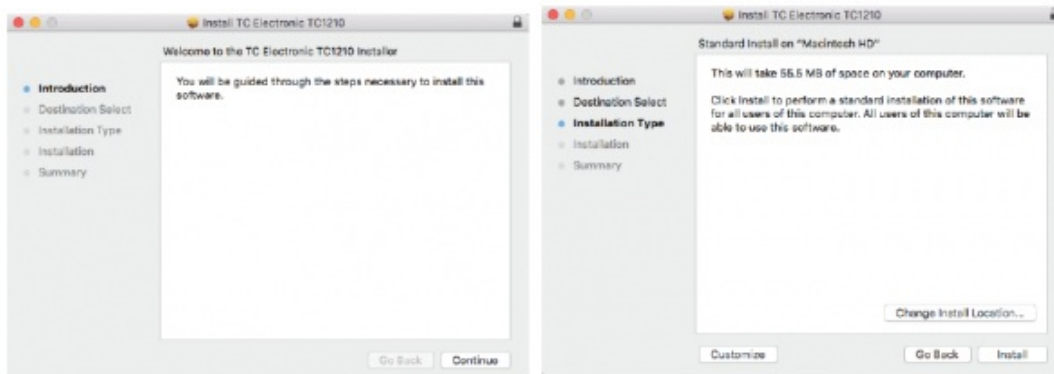 Install TC Electronic TC1210
Welcome to the TC Electronic TC1210 Installer
Introduction
Destination Select
Installation Type
Installation
Summary
You will be guided through the steps necessary to install this
software.
Go Back
Continue
Install TC Electronic TC1210
Standard Install on "Macintech HD"
Introduction
Destination Select
Installation Type
Installation
Summary
This will take 55.5 MB of space on your computer.
Click Install to perform a standard installation of this software
for all users of this computer. All users of this computer will be
able to use this software.
Change Install Location...
Customize
Go Back
Install